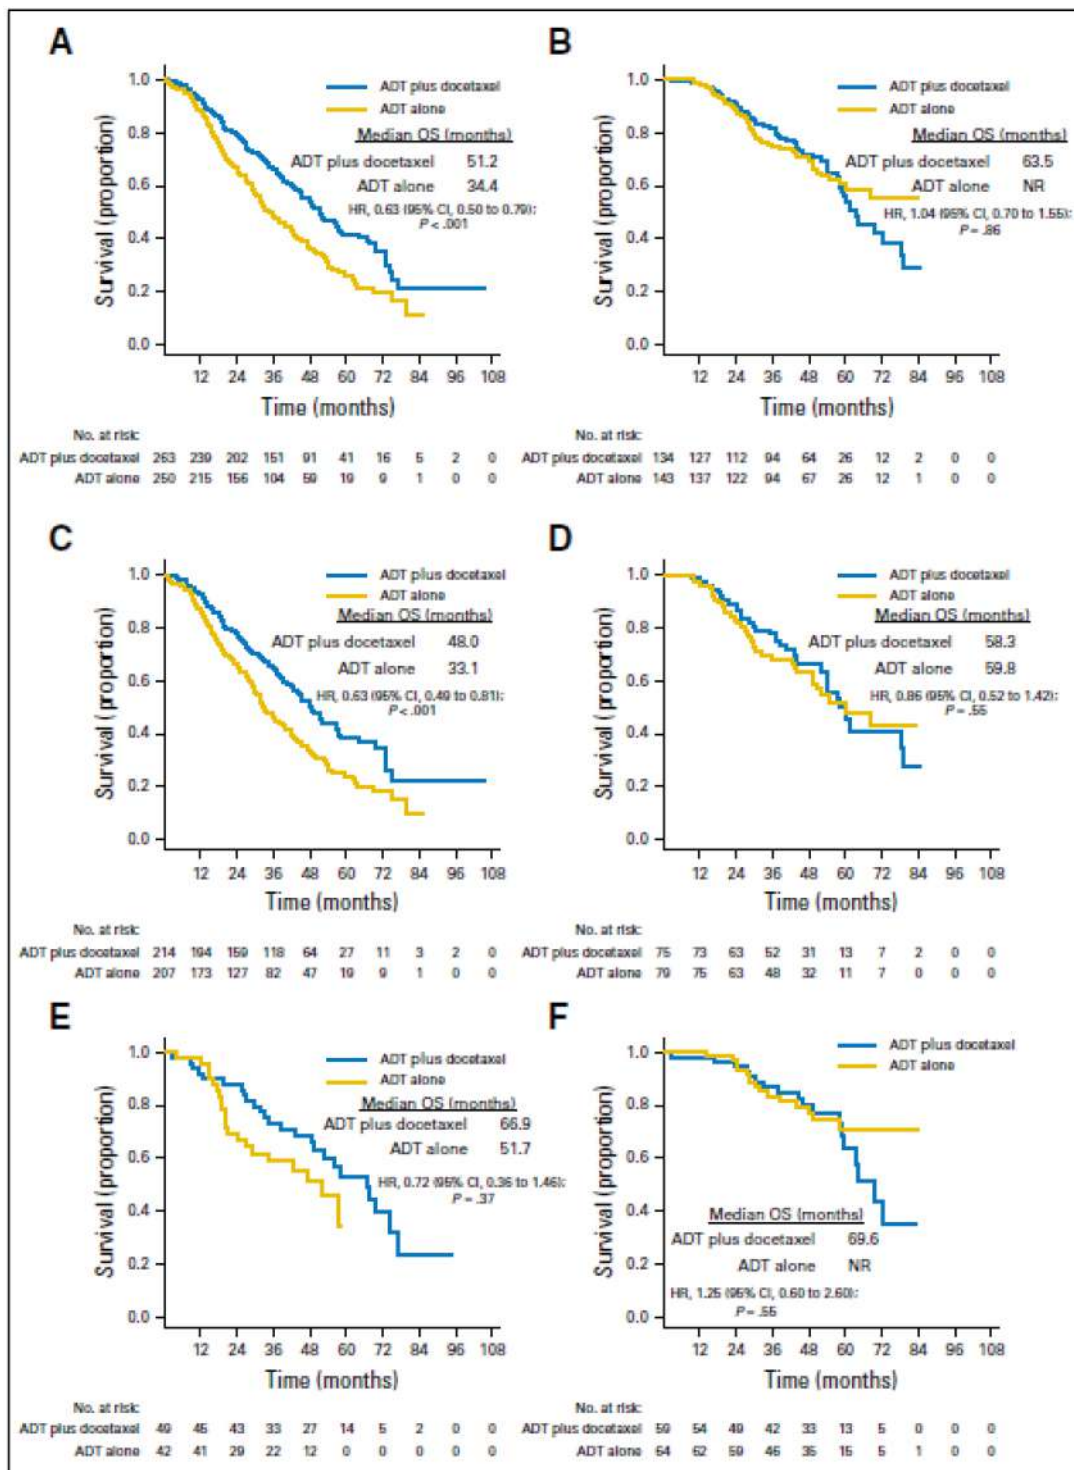 A
ADT plus docetaxel
ADT alone
Median OS (months)
ADT plus docetaxel 51.2
ADT alone 34.4
HR, 0.63 (95% CI, 0.50 to 0.79):
P < .001
Survival (proportion)
1.0
0.8
0.6
0.4
0.2
0.0
12 24 36 48 60 72 84 96 108
Time (months)
No. at risk:
ADT plus docetaxel 263 239 202 151 91 41 16 5 2 0
ADT alone 250 215 156 104 59 19 9 1 0 0
B
ADT plus docetaxel
ADT alone
Median OS (months)
ADT plus docetaxel 63.5
ADT alone NR
HR, 1.04 (95% CI, 0.70 to 1.55):
P = .86
Survival (proportion)
1.0
0.8
0.6
0.4
0.2
0.0
12 24 36 48 60 72 84 96 108
Time (months)
No. at risk:
ADT plus docetaxel 134 127 112 94 64 26 12 2 0 0
ADT alone 143 137 122 94 67 26 12 1 0 0
C
ADT plus docetaxel
ADT alone
Median OS (months)
ADT plus docetaxel 48.0
ADT alone 33.1
HR, 0.63 (95% CI, 0.49 to 0.81):
P < .001
Survival (proportion)
1.0
0.8
0.6
0.4
0.2
0.0
12 24 36 48 60 72 84 96 108
Time (months)
No. at risk:
ADT plus docetaxel 214 194 159 118 64 27 11 3 2 0
ADT alone 207 173 127 82 47 19 9 1 0 0
D
ADT plus docetaxel
ADT alone
Median OS (months)
ADT plus docetaxel 58.3
ADT alone 59.8
HR, 0.86 (95% CI, 0.52 to 1.42):
P = .55
Survival (proportion)
1.0
0.8
0.6
0.4
0.2
0.0
12 24 36 48 60 72 84 96 108
Time (months)
No. at risk:
ADT plus docetaxel 75 73 63 52 31 13 7 2 0 0
ADT alone 79 75 63 48 32 11 7 0 0 0
E
ADT plus docetaxel
ADT alone
Median OS (months)
ADT plus docetaxel 66.9
ADT alone 51.7
HR, 0.72 (95% CI, 0.36 to 1.46):
P = .37
Survival (proportion)
1.0
0.8
0.6
0.4
0.2
0.0
12 24 36 48 60 72 84 96 108
Time (months)
No. at risk:
ADT plus docetaxel 49 45 43 33 27 14 5 2 0 0
ADT alone 42 41 29 22 12 0 0 0 0 0
F
ADT plus docetaxel
ADT alone
Median OS (months)
ADT plus docetaxel 69.6
ADT alone NR
HR, 1.25 (95% CI, 0.60 to 2.60):
P = .55
Survival (proportion)
1.0
0.8
0.6
0.4
0.2
0.0
12 24 36 48 60 72 84 96 108
Time (months)
No. at risk:
ADT plus docetaxel 59 54 49 42 33 13 5 0 0 0
ADT alone 64 62 59 46 35 15 5 1 0 0